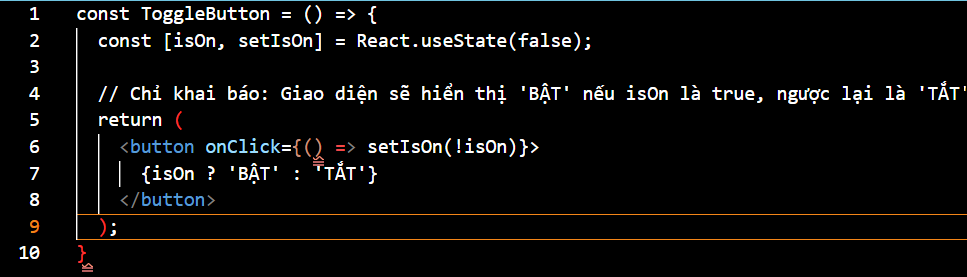 1 const ToggleButton = () => {
2 const [isOn, setIsOn] = React.useState(false);
3
4 // Chỉ khai báo: Giao diện sẽ hiển thị 'BẬT' nếu isOn là true, ngược lại là 'TẮT'
5 return (
6 <button onClick={() => setIsOn(!isOn)}>
7 {isOn ? 'BẬT' : 'TẮT'}
8 </button>
9 );
10 }